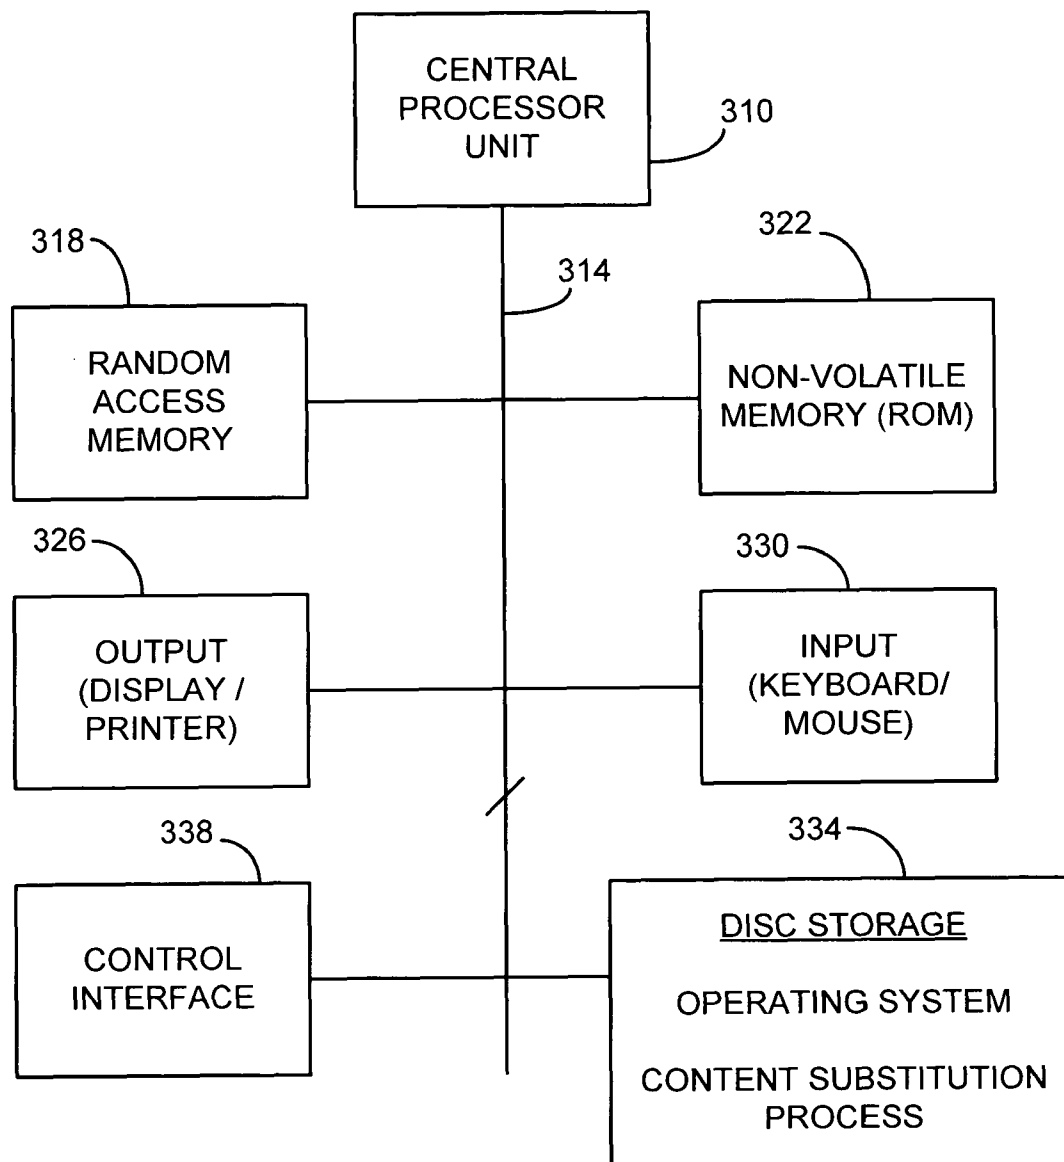 CENTRAL
PROCESSOR
UNIT
310
318
314
322
RANDOM
ACCESS
MEMORY
NON-VOLATILE
MEMORY (ROM)
326
330
OUTPUT
(DISPLAY /
PRINTER)
INPUT
(KEYBOARD/
MOUSE)
338
334
CONTROL
INTERFACE
DISC STORAGE
OPERATING SYSTEM
CONTENT SUBSTITUTION
PROCESS